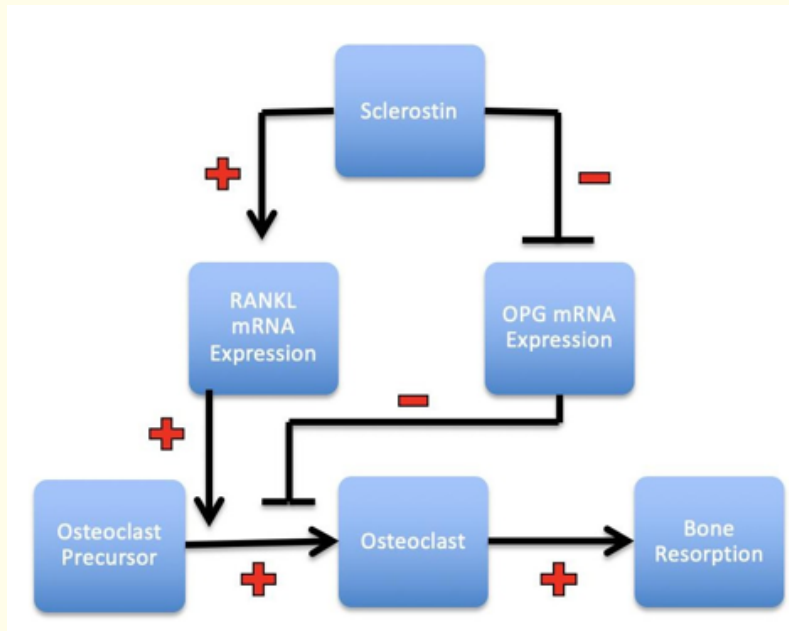 Sclerostin
RANKL
mRNA
Expression
OPG mRNA
Expression
Osteoclast
Precursor
Osteoclast
Bone
Resorption